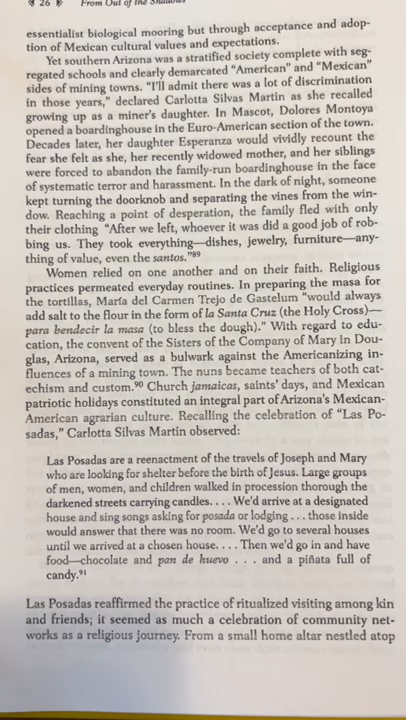 26 From Out of the Shadows
essentialist biological mooring but through acceptance and adop-
tion of Mexican cultural values and expectations.
Yet southern Arizona was a stratified society complete with seg-
regated schools and clearly demarcated "American" and "Mexican"
sides of mining towns. "I'll admit there was a lot of discrimination
in those years," declared Carlotta Silvas Martin as she recalled
growing up as a miner's daughter. In Mascot, Dolores Montoya
opened a boardinghouse in the Euro-American section of the town.
Decades later, her daughter Esperanza would vividly recount the
fear she felt as she, her recently widowed mother, and her siblings
were forced to abandon the family-run boardinghouse in the face
of systematic terror and harassment. In the dark of night, someone
kept turning the doorknob and separating the vines from the win-
dow. Reaching a point of desperation, the family fled with only
their clothing "After we left, whoever it was did a good job of rob-
bing us. They took everything—dishes, jewelry, furniture—any-
thing of value, even the santos."⁸⁹
Women relied on one another and on their faith. Religious
practices permeated everyday routines. In preparing the masa for
the tortillas, María del Carmen Trejo de Gastelum "would always
add salt to the flour in the form of la Santa Cruz (the Holy Cross)—
para bendecir la masa (to bless the dough)." With regard to edu-
cation, the convent of the Sisters of the Company of Mary in Dou-
glas, Arizona, served as a bulwark against the Americanizing in-
fluences of a mining town. The nuns became teachers of both cat-
echism and custom.⁹⁰ Church jamaicas, saints' days, and Mexican
patriotic holidays constituted an integral part of Arizona's Mexican-
American agrarian culture. Recalling the celebration of "Las Po-
sadas," Carlotta Silvas Martin observed:
Las Posadas are a reenactment of the travels of Joseph and Mary
who are looking for shelter before the birth of Jesus. Large groups
of men, women, and children walked in procession thorough the
darkened streets carrying candles. . . . We'd arrive at a designated
house and sing songs asking for posada or lodging . . . those inside
would answer that there was no room. We'd go to several houses
until we arrived at a chosen house. . . . Then we'd go in and have
food—chocolate and pan de huevo . . . and a piñata full of
candy.⁹¹
Las Posadas reaffirmed the practice of ritualized visiting among kin
and friends; it seemed as much a celebration of community net-
works as a religious journey. From a small home altar nestled atop